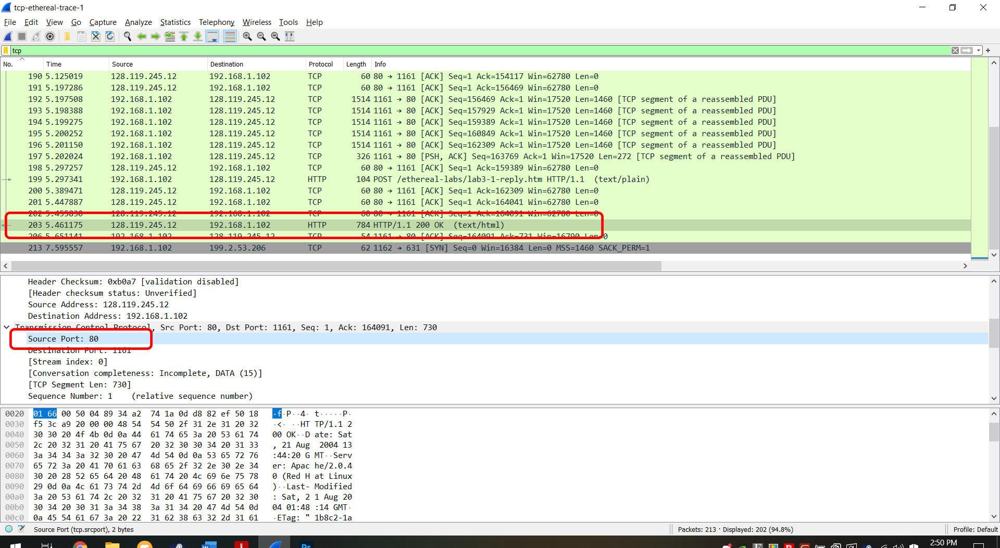 tcp-ethereal-trace-1
File Edit View Go Capture Analyze Statistics Telephony Wireless Tools Help
tcp
No. Time Source Destination Protocol Length Info
190 5.125019 128.119.245.12 192.168.1.102 TCP 60 80 → 1161 [ACK] Seq=1 Ack=154117 Win=62780 Len=0
191 5.197286 128.119.245.12 192.168.1.102 TCP 60 80 → 1161 [ACK] Seq=1 Ack=156469 Win=62780 Len=0
192 5.197508 192.168.1.102 128.119.245.12 TCP 1514 1161 → 80 [ACK] Seq=156469 Ack=1 Win=17520 Len=1460 [TCP segment of a reassembled PDU]
193 5.198388 192.168.1.102 128.119.245.12 TCP 1514 1161 → 80 [ACK] Seq=157929 Ack=1 Win=17520 Len=1460 [TCP segment of a reassembled PDU]
194 5.199275 192.168.1.102 128.119.245.12 TCP 1514 1161 → 80 [ACK] Seq=159389 Ack=1 Win=17520 Len=1460 [TCP segment of a reassembled PDU]
195 5.200252 192.168.1.102 128.119.245.12 TCP 1514 1161 → 80 [ACK] Seq=160849 Ack=1 Win=17520 Len=1460 [TCP segment of a reassembled PDU]
196 5.201150 192.168.1.102 128.119.245.12 TCP 1514 1161 → 80 [ACK] Seq=162309 Ack=1 Win=17520 Len=1460 [TCP segment of a reassembled PDU]
197 5.202024 192.168.1.102 128.119.245.12 TCP 326 1161 → 80 [PSH, ACK] Seq=163769 Ack=1 Win=17520 Len=272 [TCP segment of a reassembled PDU]
198 5.297257 128.119.245.12 192.168.1.102 TCP 60 80 → 1161 [ACK] Seq=1 Ack=159389 Win=62780 Len=0
199 5.297341 192.168.1.102 128.119.245.12 HTTP 104 POST /ethereal-labs/lab3-1-reply.htm HTTP/1.1 (text/plain)
200 5.389471 128.119.245.12 192.168.1.102 TCP 60 80 → 1161 [ACK] Seq=1 Ack=162309 Win=62780 Len=0
201 5.447887 128.119.245.12 192.168.1.102 TCP 60 80 → 1161 [ACK] Seq=1 Ack=164041 Win=62780 Len=0
202 5.455830 128.119.245.12 192.168.1.102 TCP 60 80 → 1161 [ACK] Seq=1 Ack=164091 Win=62780 Len=0
203 5.461175 128.119.245.12 192.168.1.102 HTTP 784 HTTP/1.1 200 OK (text/html)
206 5.651141 192.168.1.102 128.119.245.12 TCP 54 1161 → 80 [ACK] Seq=164091 Ack=731 Win=16790 Len=0
213 7.595557 192.168.1.102 199.2.53.206 TCP 62 1162 → 631 [SYN] Seq=0 Win=16384 Len=0 MSS=1460 SACK_PERM=1
Header Checksum: 0xb0a7 [validation disabled]
[Header checksum status: Unverified]
Source Address: 128.119.245.12
Destination Address: 192.168.1.102
Transmission Control Protocol, Src Port: 80, Dst Port: 1161, Seq: 1, Ack: 164091, Len: 730
Source Port: 80
Destination Port: 1161
[Stream index: 0]
[Conversation completeness: Incomplete, DATA (15)]
[TCP Segment Len: 730]
Sequence Number: 1 (relative sequence number)
0020 01 66 00 50 04 89 34 a2 74 1a 0d d8 82 ef 50 18 ·f·P··4· t·····P·
0030 f5 3c a9 20 00 00 48 54 54 50 2f 31 2e 31 20 32 ·<· ··HT TP/1.1 2
0040 30 30 20 4f 4b 0d 0a 44 61 74 65 3a 20 53 61 74 00 OK··D ate: Sat
0050 2c 20 32 31 20 41 75 67 20 32 30 30 34 20 31 33 , 21 Aug 2004 13
0060 3a 34 34 3a 32 30 20 47 4d 54 0d 0a 53 65 72 76 :44:20 G MT··Serv
0070 65 72 3a 20 41 70 61 63 68 65 2f 32 2e 30 2e 34 er: Apac he/2.0.4
0080 30 20 28 52 65 64 20 48 61 74 20 4c 69 6e 75 78 0 (Red H at Linux
0090 29 0d 0a 4c 61 73 74 2d 4d 6f 64 69 66 69 65 64 )··Last- Modified
00a0 3a 20 53 61 74 2c 20 32 31 20 41 75 67 20 32 30 : Sat, 2 1 Aug 20
00b0 30 34 20 30 31 3a 34 38 3a 31 34 20 47 4d 54 0d 04 01:48 :14 GMT·
00c0 0a 45 54 61 67 3a 20 22 31 62 38 63 32 2d 31 61 ·ETag: " 1b8c2-1a
Source Port (tcp.srcport), 2 bytes
Packets: 213 · Displayed: 202 (94.8%)
Profile: Default
2:50 PM